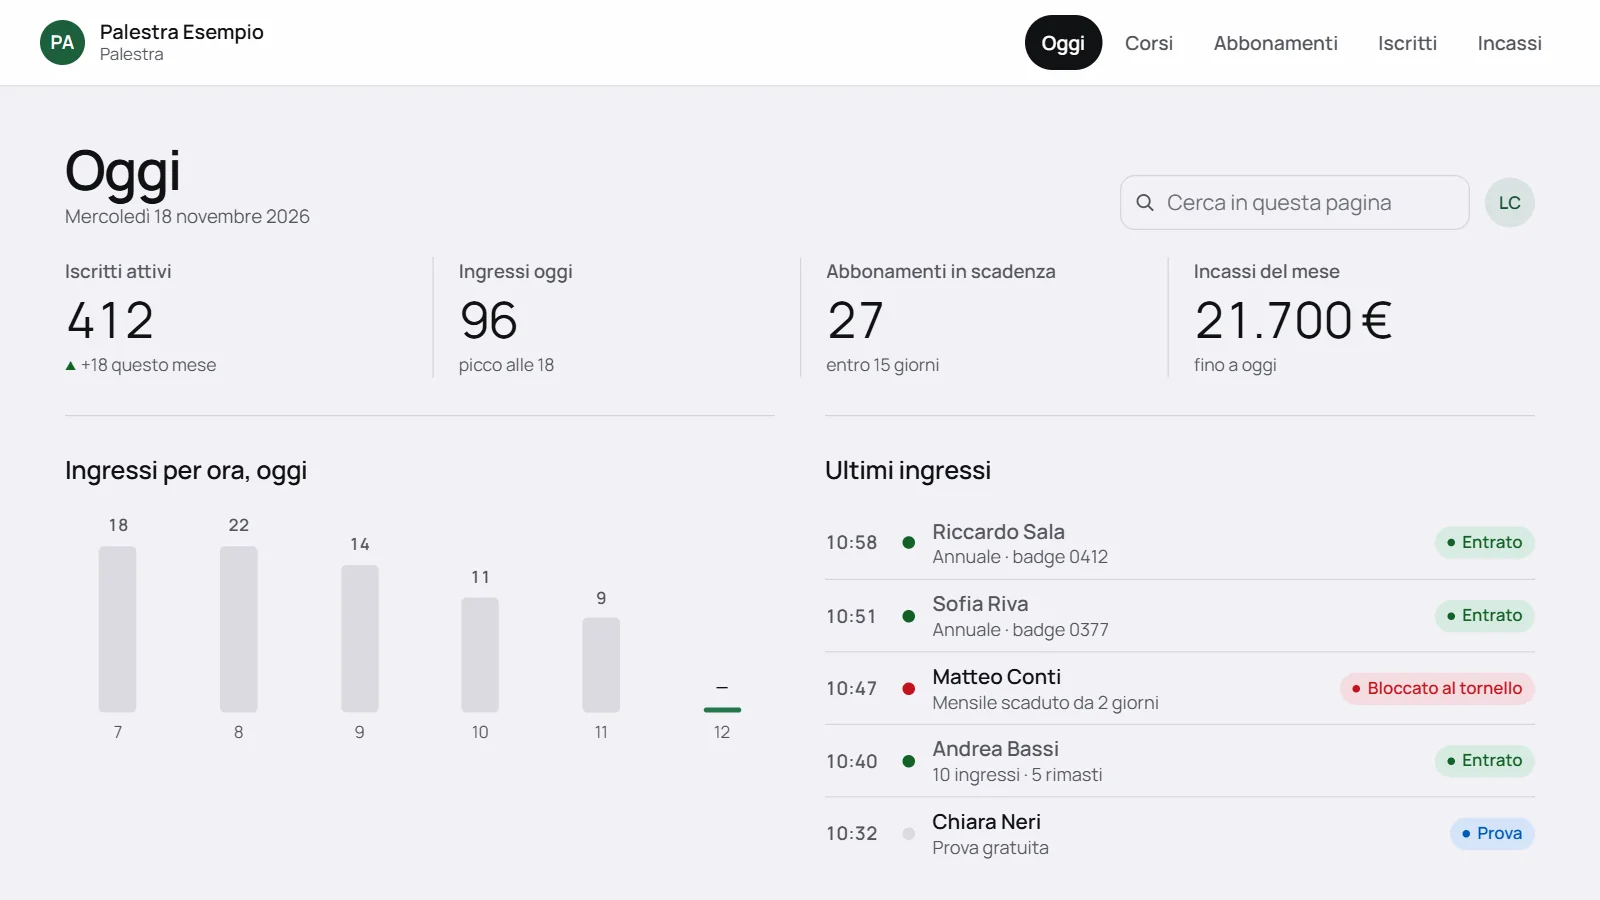 PA
Palestra Esempio
Palestra
Oggi
Corsi
Abbonamenti
Iscritti
Incassi
Oggi
Mercoledì 18 novembre 2026
Cerca in questa pagina
LC
Iscritti attivi
412
▲ +18 questo mese
Ingressi oggi
96
picco alle 18
Abbonamenti in scadenza
27
entro 15 giorni
Incassi del mese
21.700 €
fino a oggi
Ingressi per ora, oggi
18
22
14
11
9
–
7
8
9
10
11
12
Ultimi ingressi
10:58
Riccardo Sala
Annuale · badge 0412
Entrato
10:51
Sofia Riva
Annuale · badge 0377
Entrato
10:47
Matteo Conti
Mensile scaduto da 2 giorni
Bloccato al tornello
10:40
Andrea Bassi
10 ingressi · 5 rimasti
Entrato
10:32
Chiara Neri
Prova gratuita
Prova